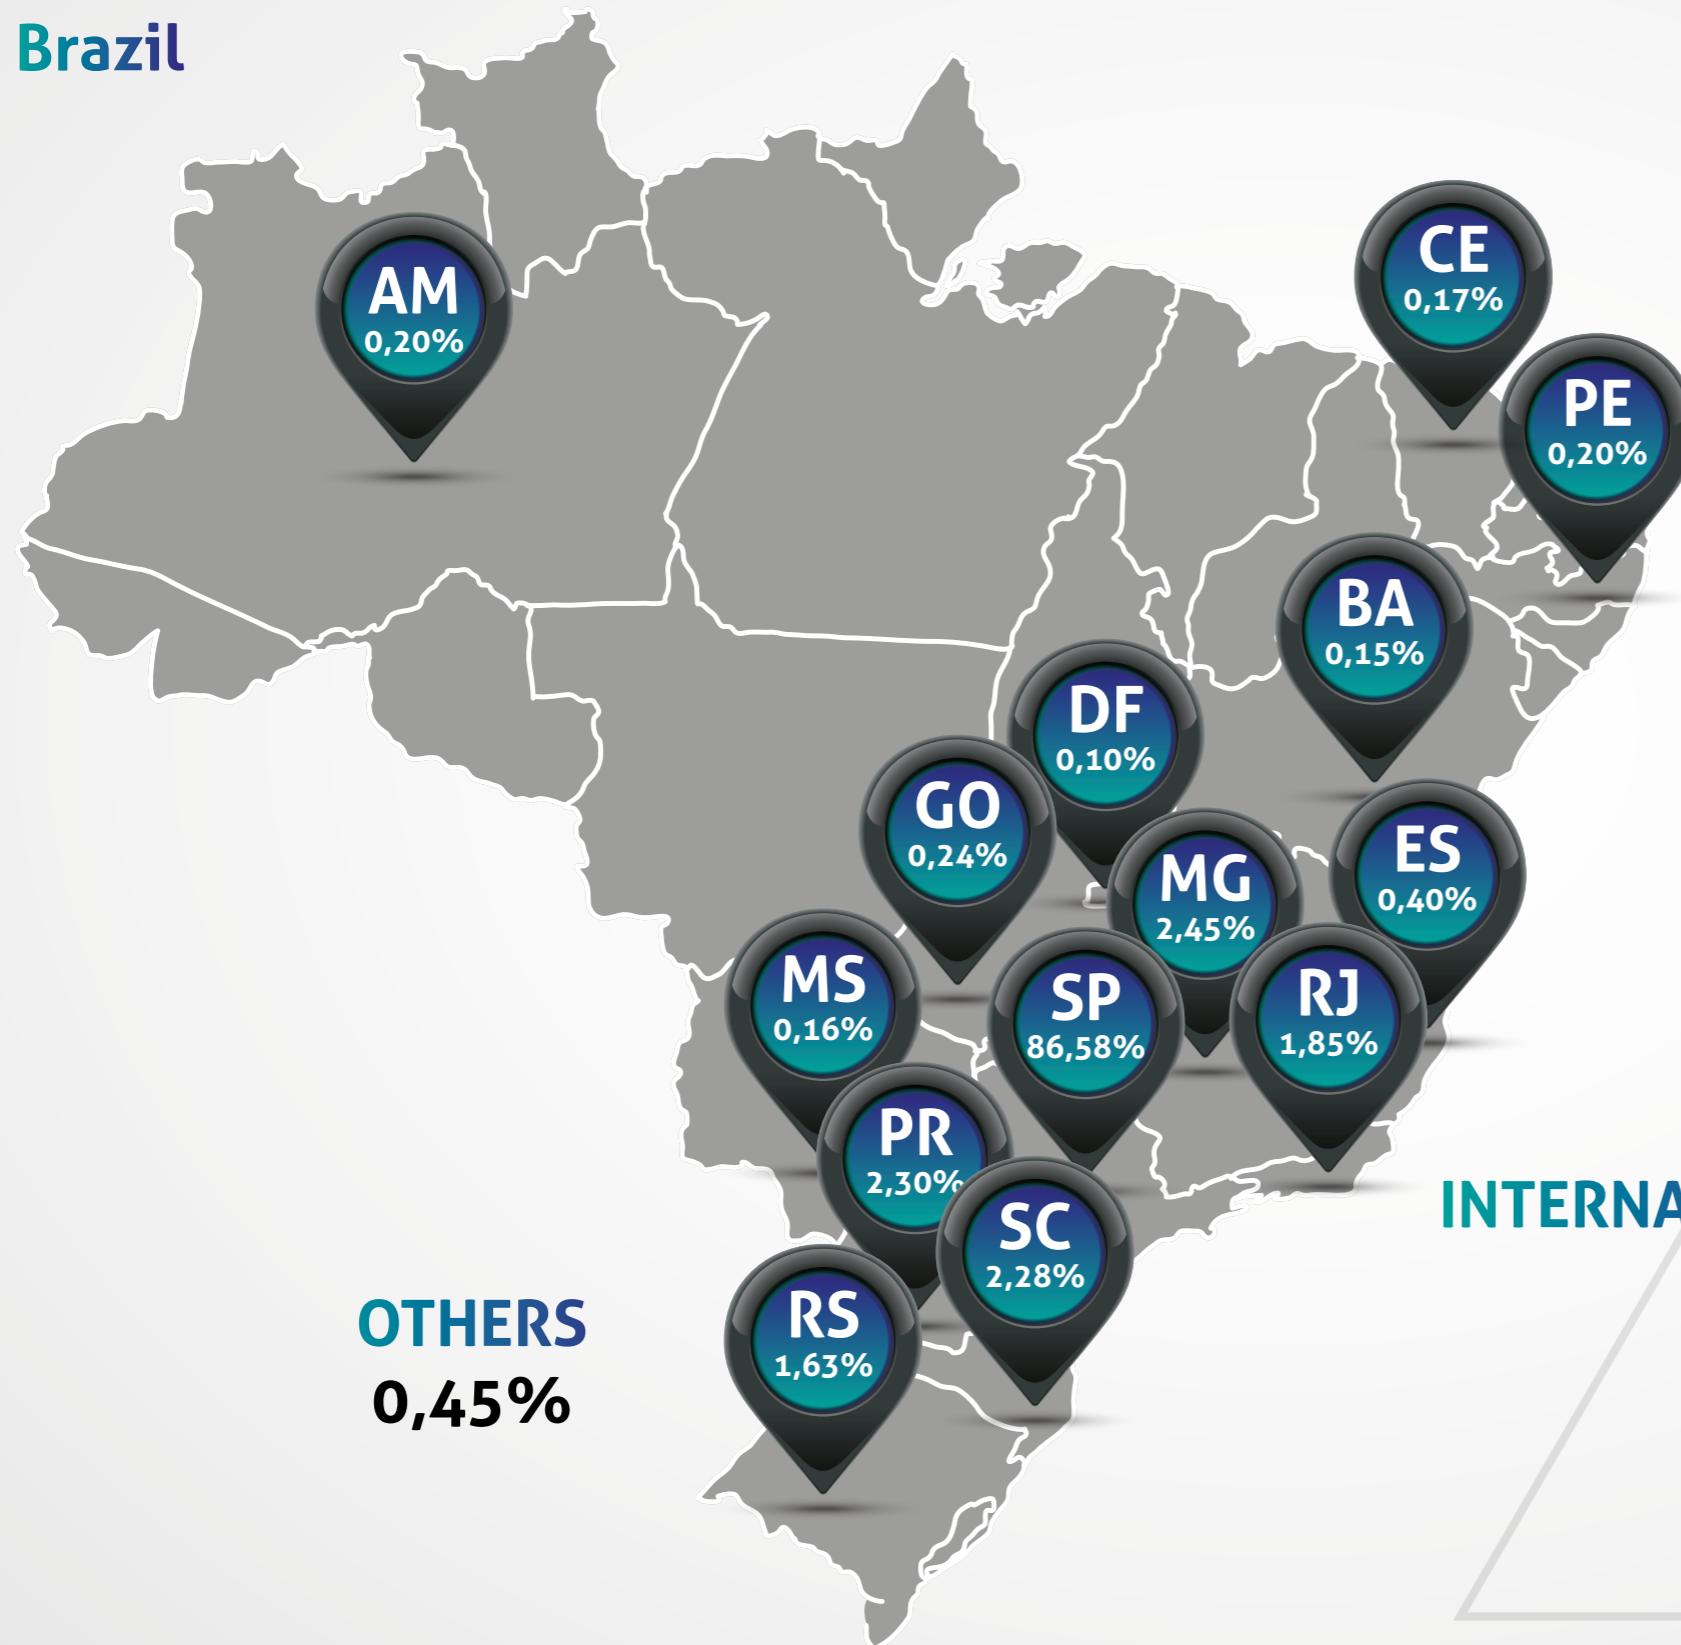 Brazil
CE
0,17%
AM
0,20%
PE
0,20%
BA
0,15%
DF
0,10%
GO
0,24%
ES
0,40%
MG
2,45%
MS
0,16%
SP
86,58%
RJ
1,85%
PR
2,30%
SC
2,28%
INTERNA
RS
1,63%
OTHERS
0,45%